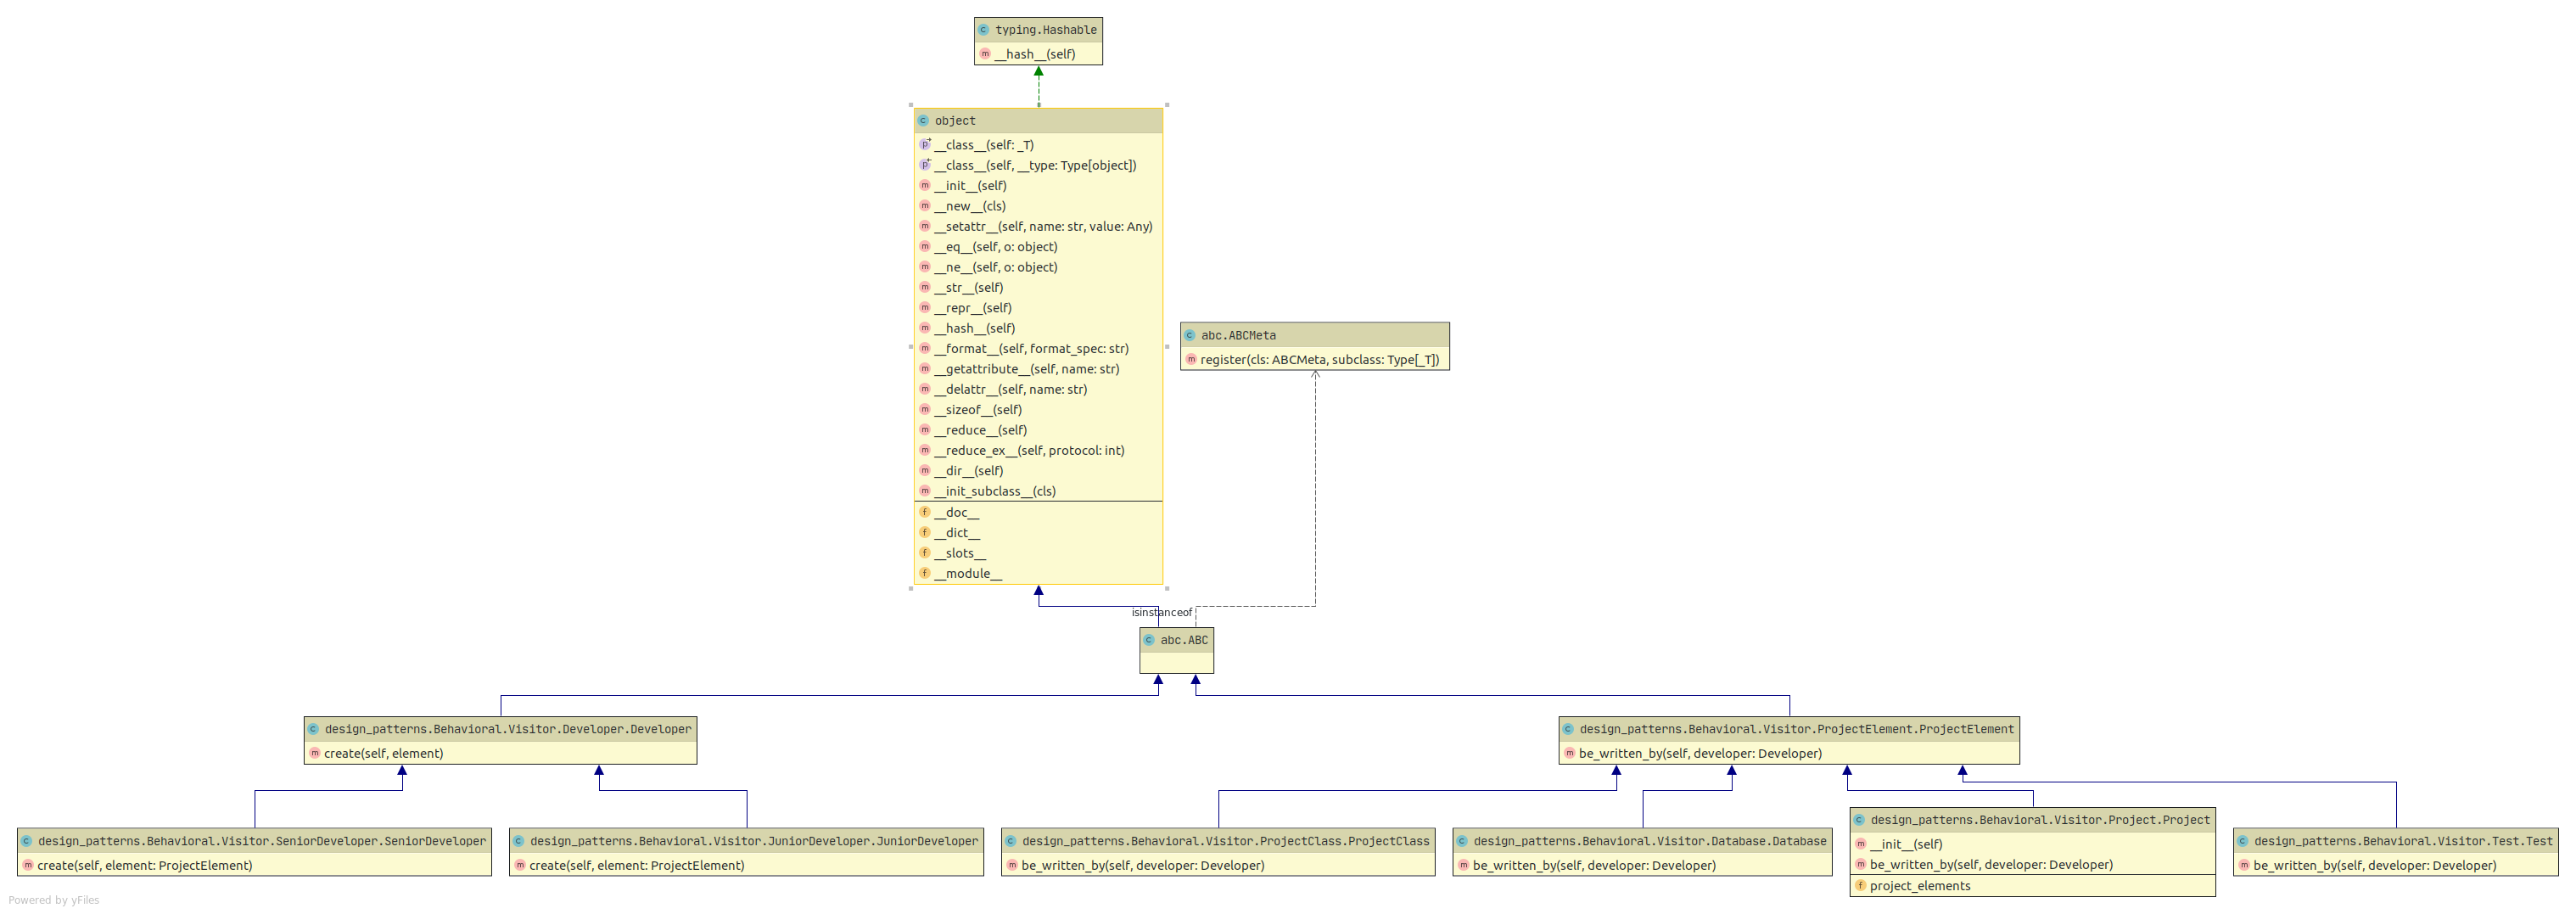 typing.Hashable
__hash__(self)
object
__class__(self: _T)
__class__(self, __type: Type[object])
__init__(self)
__new__(cls)
__setattr__(self, name: str, value: Any)
__eq__(self, o: object)
__ne__(self, o: object)
__str__(self)
__repr__(self)
__hash__(self)
__format__(self, format_spec: str)
__getattribute__(self, name: str)
__delattr__(self, name: str)
__sizeof__(self)
__reduce__(self)
__reduce_ex__(self, protocol: int)
__dir__(self)
__init_subclass__(cls)
__doc__
__dict__
__slots__
__module__
abc.ABCMeta
register(cls: ABCMeta, subclass: Type[_T])
isinstanceof
abc.ABC
design_patterns.Behavioral.Visitor.Developer.Developer
create(self, element)
design_patterns.Behavioral.Visitor.ProjectElement.ProjectElement
be_written_by(self, developer: Developer)
design_patterns.Behavioral.Visitor.SeniorDeveloper.SeniorDeveloper
create(self, element: ProjectElement)
design_patterns.Behavioral.Visitor.JuniorDeveloper.JuniorDeveloper
create(self, element: ProjectElement)
design_patterns.Behavioral.Visitor.ProjectClass.ProjectClass
be_written_by(self, developer: Developer)
design_patterns.Behavioral.Visitor.Database.Database
be_written_by(self, developer: Developer)
design_patterns.Behavioral.Visitor.Project.Project
__init__(self)
be_written_by(self, developer: Developer)
project_elements
design_patterns.Behavioral.Visitor.Test.Test
be_written_by(self, developer: Developer)
Powered by yFiles